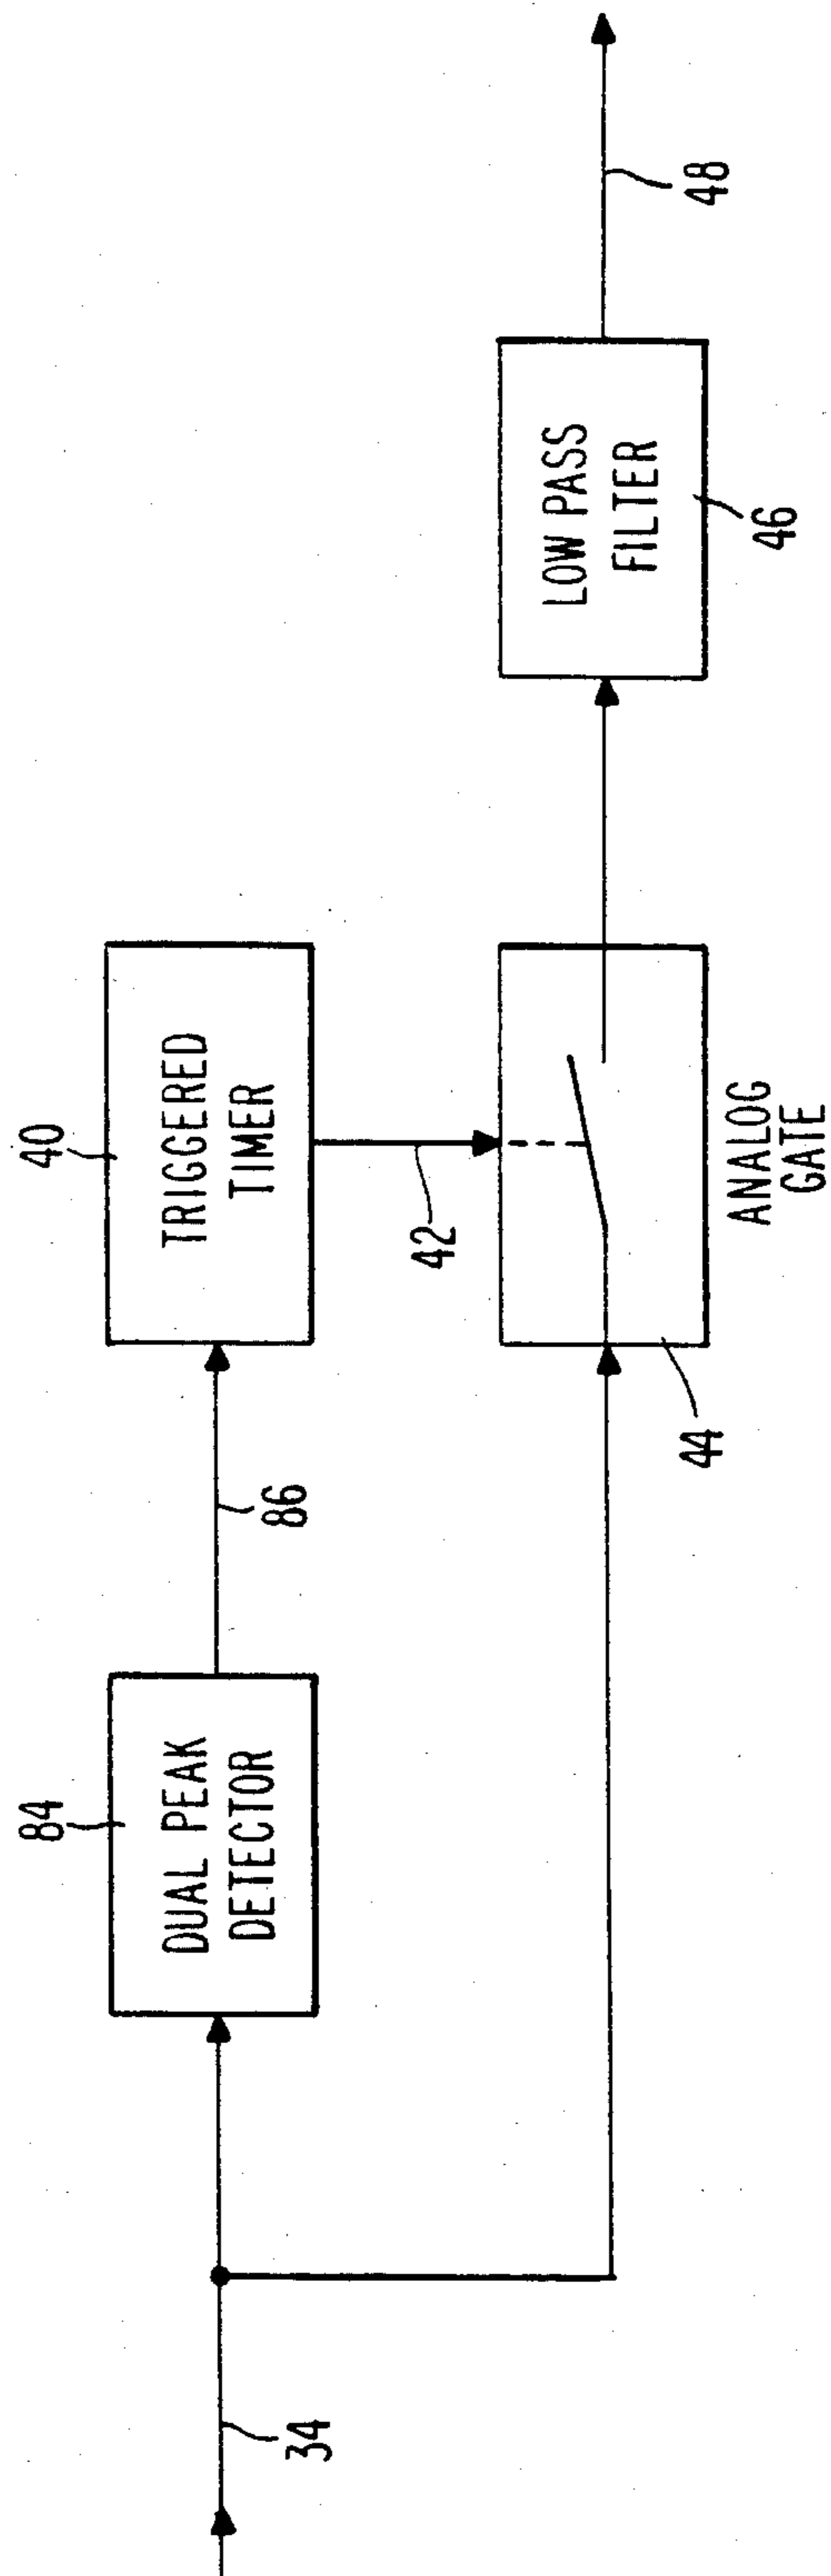 34
84
DUAL PEAK
DETECTOR
86
40
TRIGGERED
TIMER
42
44
ANALOG
GATE
LOW PASS
FILTER
46
48